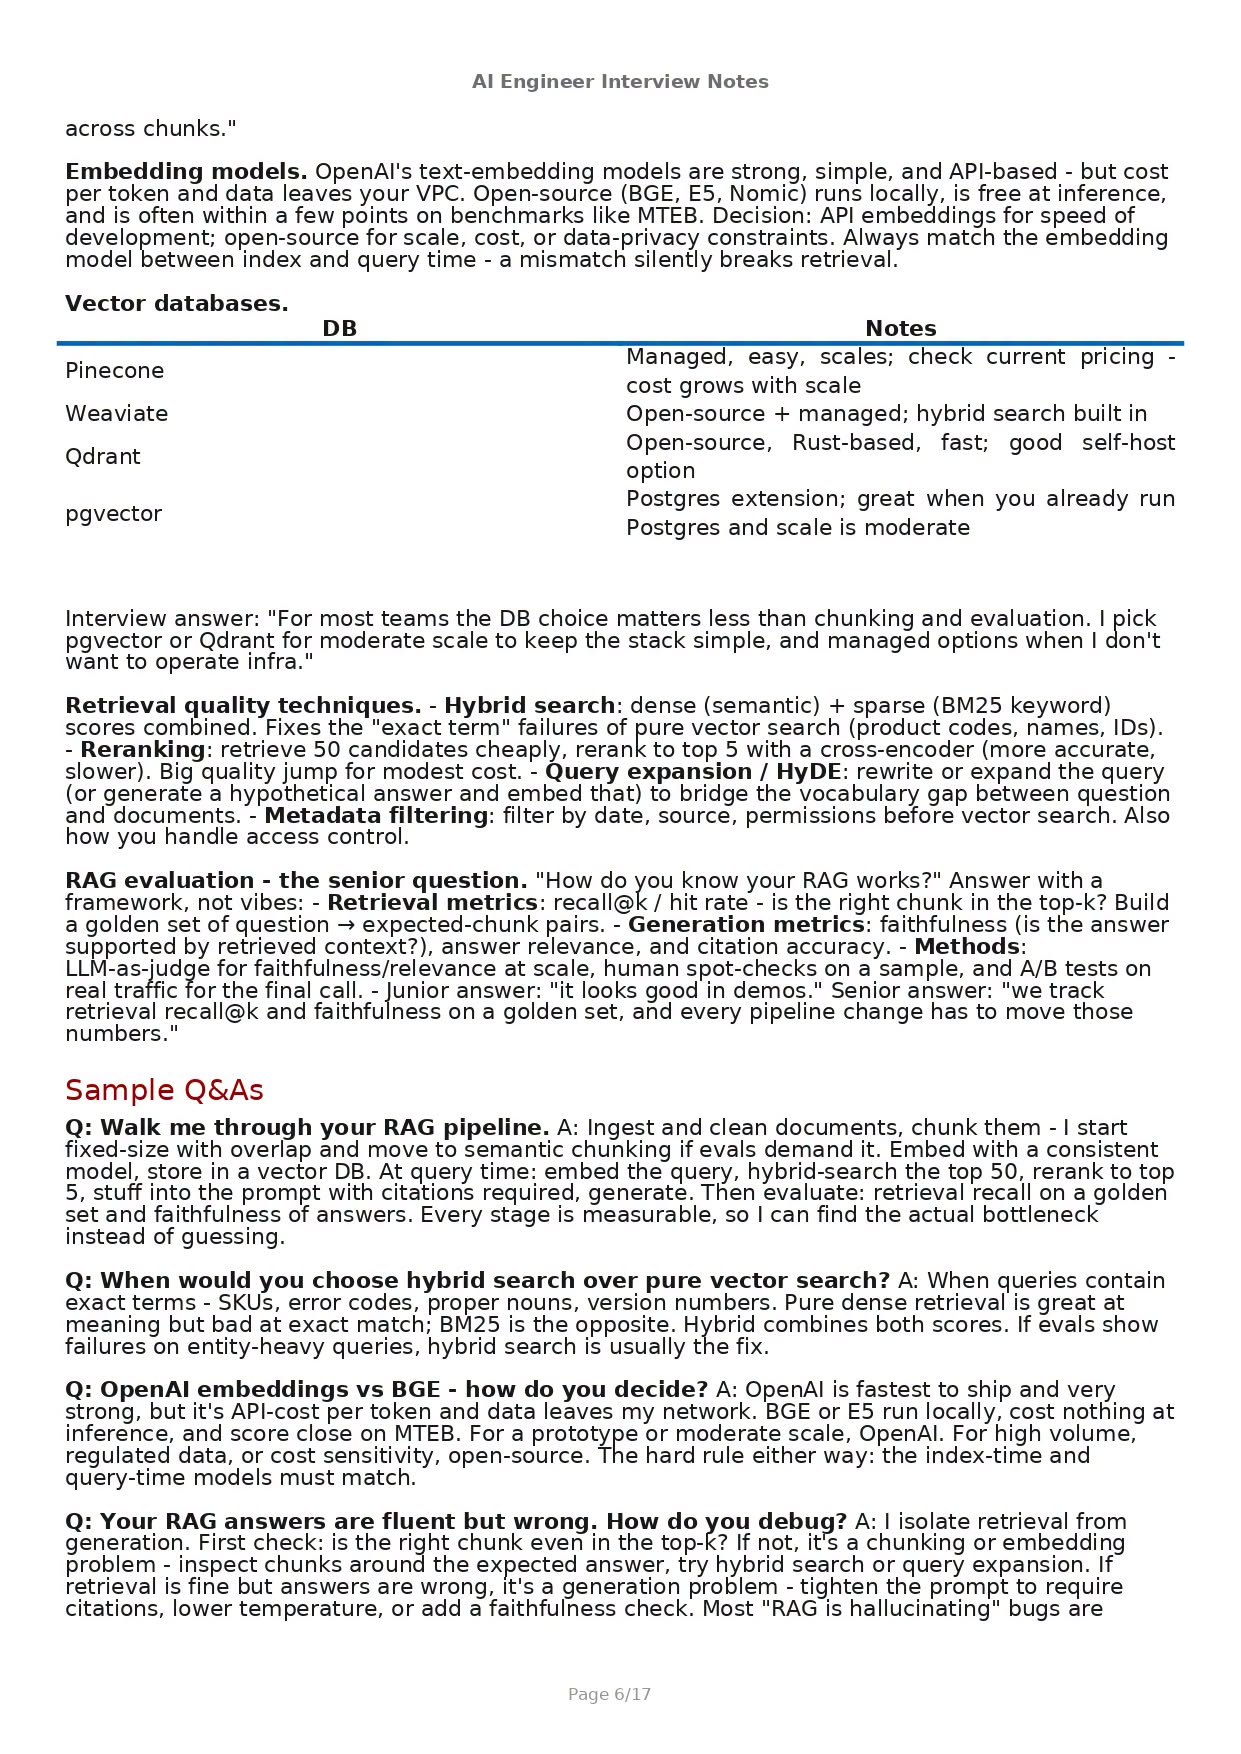 AI Engineer Interview Notes
across chunks."
Embedding models. OpenAI's text-embedding models are strong, simple, and API-based - but cost
per token and data leaves your VPC. Open-source (BGE, E5, Nomic) runs locally, is free at inference,
and is often within a few points on benchmarks like MTEB. Decision: API embeddings for speed of
development; open-source for scale, cost, or data-privacy constraints. Always match the embedding
model between index and query time - a mismatch silently breaks retrieval.
Vector databases.
DB Notes
Pinecone Managed, easy, scales; check current pricing -
cost grows with scale
Weaviate Open-source + managed; hybrid search built in
Qdrant Open-source, Rust-based, fast; good self-host
option
pgvector Postgres extension; great when you already run
Postgres and scale is moderate
Interview answer: "For most teams the DB choice matters less than chunking and evaluation. I pick
pgvector or Qdrant for moderate scale to keep the stack simple, and managed options when I don't
want to operate infra."
Retrieval quality techniques. - Hybrid search: dense (semantic) + sparse (BM25 keyword)
scores combined. Fixes the "exact term" failures of pure vector search (product codes, names, IDs).
- Reranking: retrieve 50 candidates cheaply, rerank to top 5 with a cross-encoder (more accurate,
slower). Big quality jump for modest cost. - Query expansion / HyDE: rewrite or expand the query
(or generate a hypothetical answer and embed that) to bridge the vocabulary gap between question
and documents. - Metadata filtering: filter by date, source, permissions before vector search. Also
how you handle access control.
RAG evaluation - the senior question. "How do you know your RAG works?" Answer with a
framework, not vibes: - Retrieval metrics: recall@k / hit rate - is the right chunk in the top-k? Build
a golden set of question → expected-chunk pairs. - Generation metrics: faithfulness (is the answer
supported by retrieved context?), answer relevance, and citation accuracy. - Methods:
LLM-as-judge for faithfulness/relevance at scale, human spot-checks on a sample, and A/B tests on
real traffic for the final call. - Junior answer: "it looks good in demos." Senior answer: "we track
retrieval recall@k and faithfulness on a golden set, and every pipeline change has to move those
numbers."
Sample Q&As
Q: Walk me through your RAG pipeline. A: Ingest and clean documents, chunk them - I start
fixed-size with overlap and move to semantic chunking if evals demand it. Embed with a consistent
model, store in a vector DB. At query time: embed the query, hybrid-search the top 50, rerank to top
5, stuff into the prompt with citations required, generate. Then evaluate: retrieval recall on a golden
set and faithfulness of answers. Every stage is measurable, so I can find the actual bottleneck
instead of guessing.
Q: When would you choose hybrid search over pure vector search? A: When queries contain
exact terms - SKUs, error codes, proper nouns, version numbers. Pure dense retrieval is great at
meaning but bad at exact match; BM25 is the opposite. Hybrid combines both scores. If evals show
failures on entity-heavy queries, hybrid search is usually the fix.
Q: OpenAI embeddings vs BGE - how do you decide? A: OpenAI is fastest to ship and very
strong, but it's API-cost per token and data leaves my network. BGE or E5 run locally, cost nothing at
inference, and score close on MTEB. For a prototype or moderate scale, OpenAI. For high volume,
regulated data, or cost sensitivity, open-source. The hard rule either way: the index-time and
query-time models must match.
Q: Your RAG answers are fluent but wrong. How do you debug? A: I isolate retrieval from
generation. First check: is the right chunk even in the top-k? If not, it's a chunking or embedding
problem - inspect chunks around the expected answer, try hybrid search or query expansion. If
retrieval is fine but answers are wrong, it's a generation problem - tighten the prompt to require
citations, lower temperature, or add a faithfulness check. Most "RAG is hallucinating" bugs are
Page 6/17